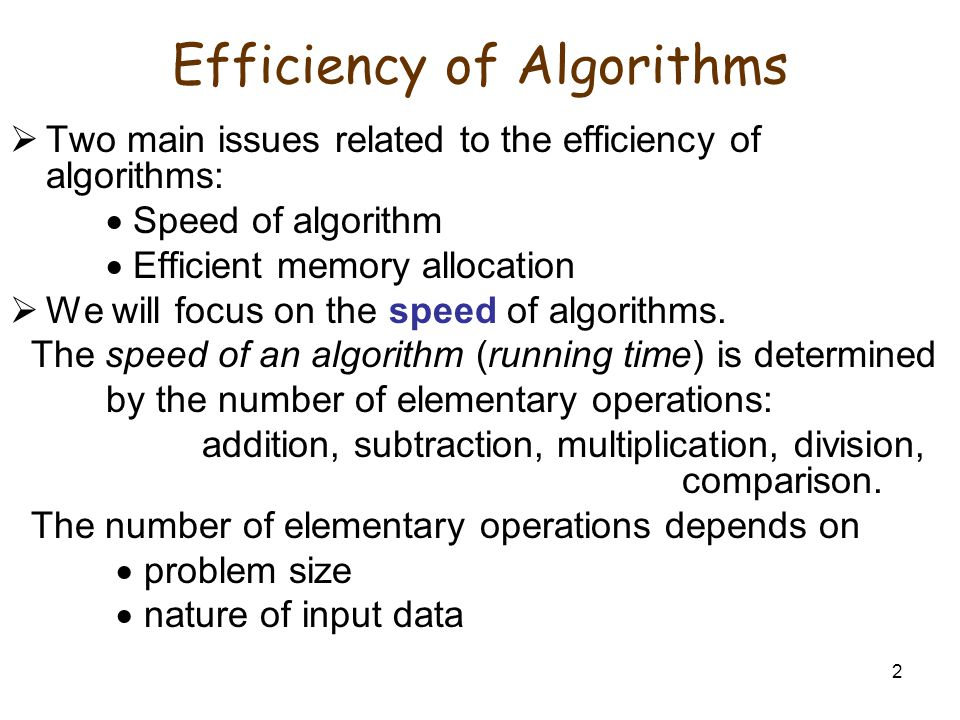 Efficiency of Algorithms
➢ Two main issues related to the efficiency of
algorithms:
• Speed of algorithm
• Efficient memory allocation
➢ We will focus on the speed of algorithms.
The speed of an algorithm (running time) is determined
by the number of elementary operations:
addition, subtraction, multiplication, division,
comparison.
The number of elementary operations depends on
• problem size
• nature of input data
2